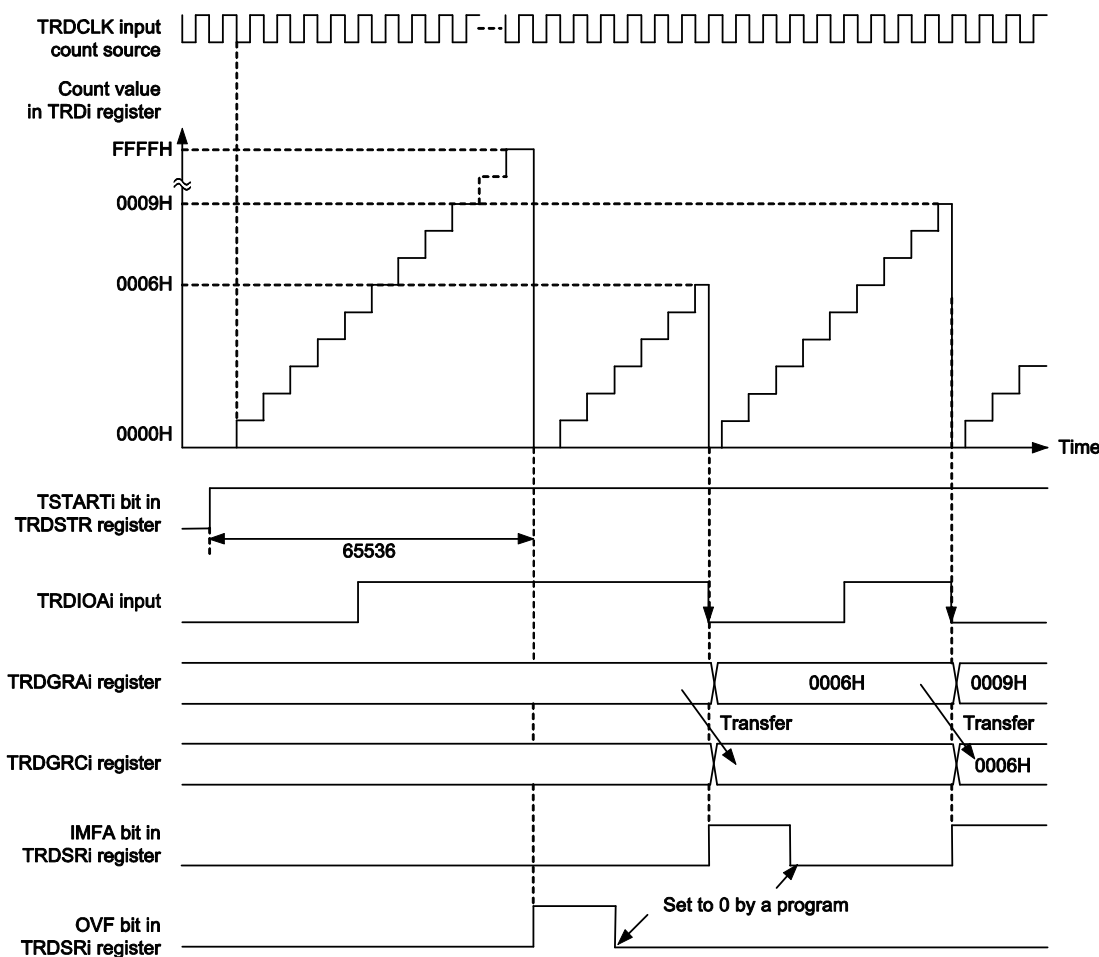 TRDCLK input
count source
Count value
in TRDi register
FFFFH
0009H
0006H
0000H
Time
TSTARTi bit in
TRDSTR register
65536
TRDIOAi input
TRDGRAi register
0006H
0009H
Transfer
Transfer
TRDGRCi register
0006H
IMFA bit in
TRDSRi register
Set to 0 by a program
OVF bit in
TRDSRi register